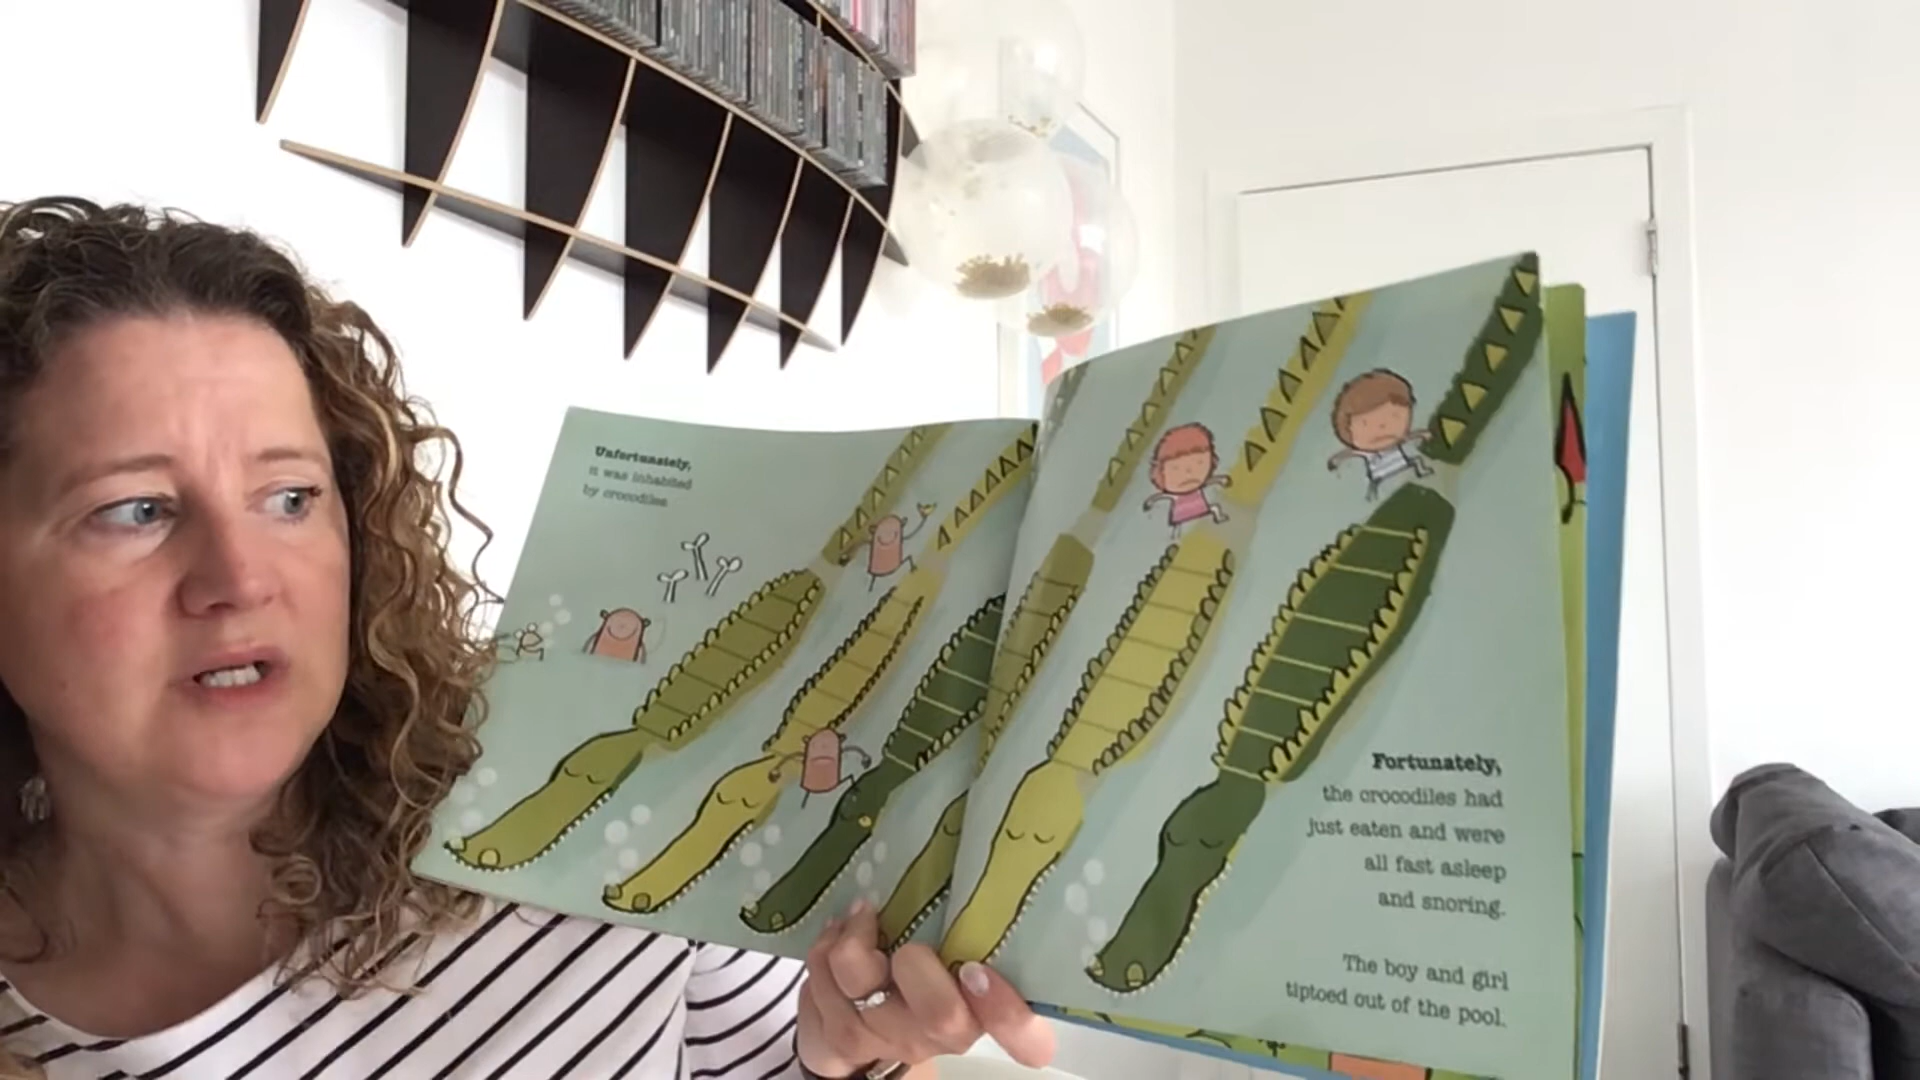 Unfortunately,
it was inhabited
by crocodiles
Fortunately,
the crocodiles had
just eaten and were
all fast asleep
and snoring.
The boy and girl
tiptoed out of the pool.